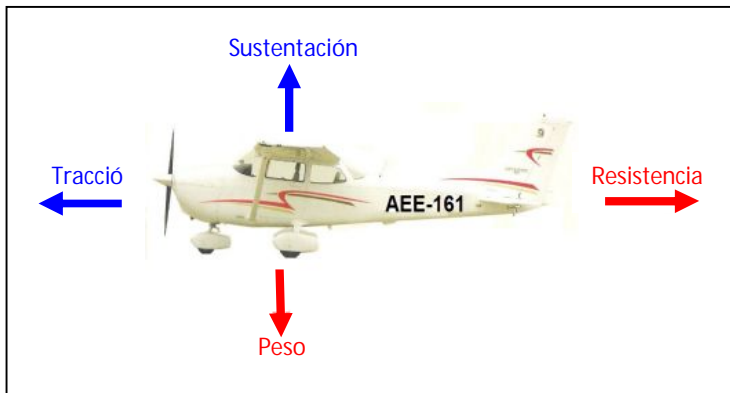 Sustentación
Tracció
Resistencia
AEE-161
Peso